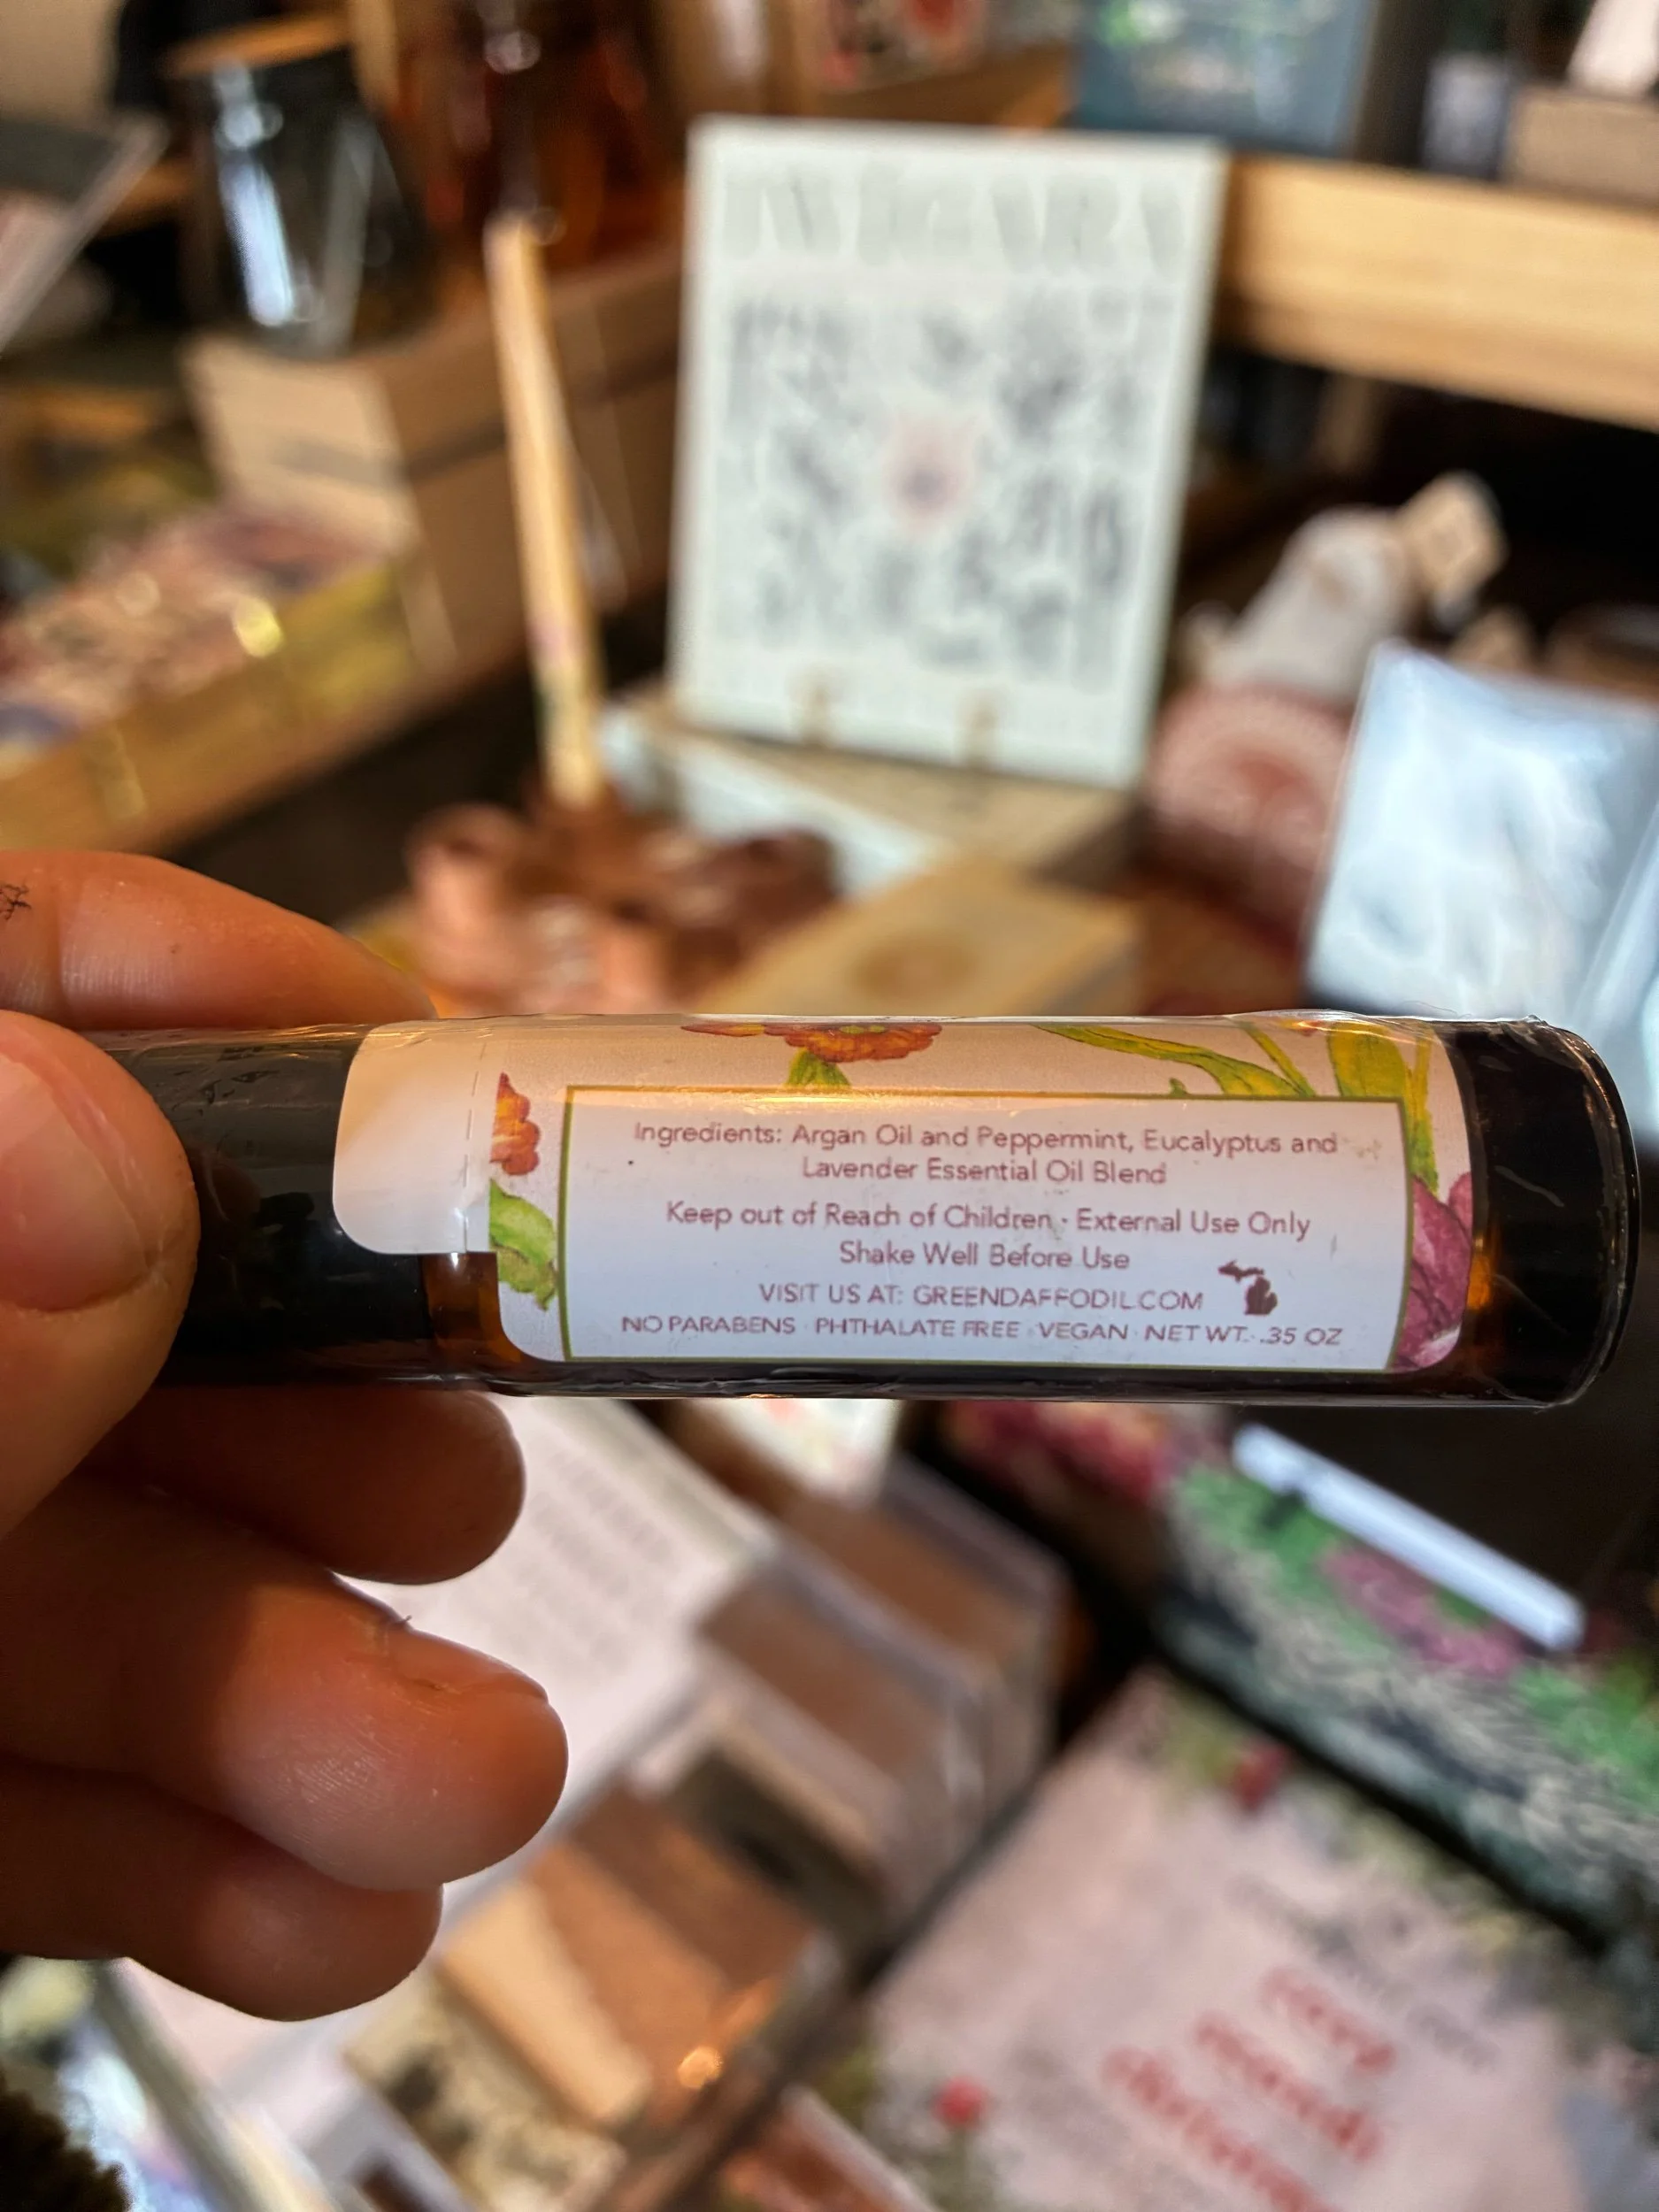 NIAGARA
Ingredients: Argan Oil and Peppermint, Eucalyptus and
Lavender Essential Oil Blend
Keep out of Reach of Children · External Use Only
Shake Well Before Use
VISIT US AT: GREENDAFFODIL.COM
NO PARABENS · PHTHALATE FREE · VEGAN · NET WT. .35 OZ